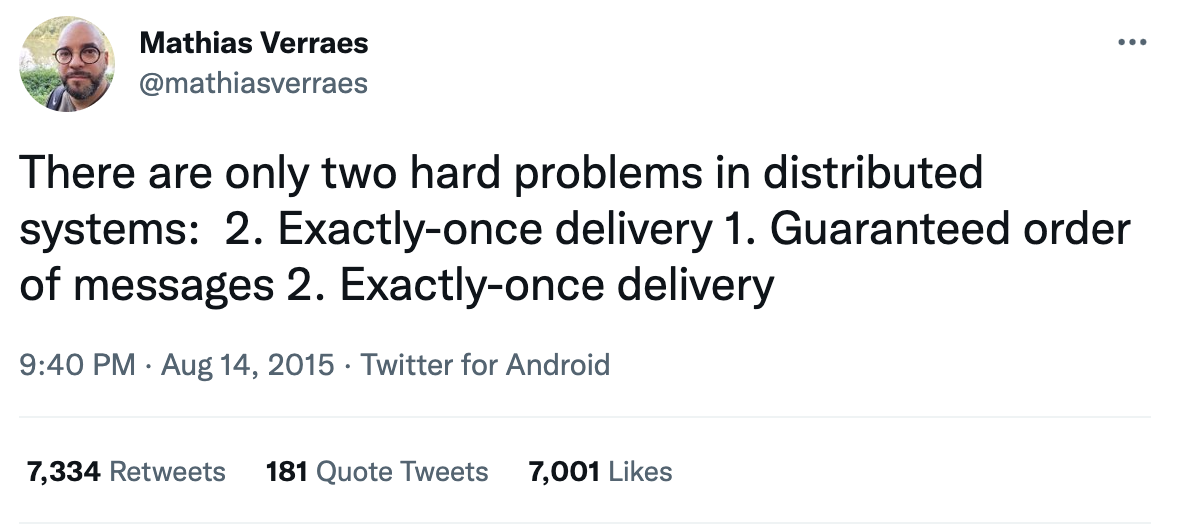 Mathias Verraes
@mathiasverraes
There are only two hard problems in distributed
systems:  2. Exactly-once delivery 1. Guaranteed order
of messages 2. Exactly-once delivery
9:40 PM · Aug 14, 2015 · Twitter for Android
7,334 Retweets 181 Quote Tweets 7,001 Likes